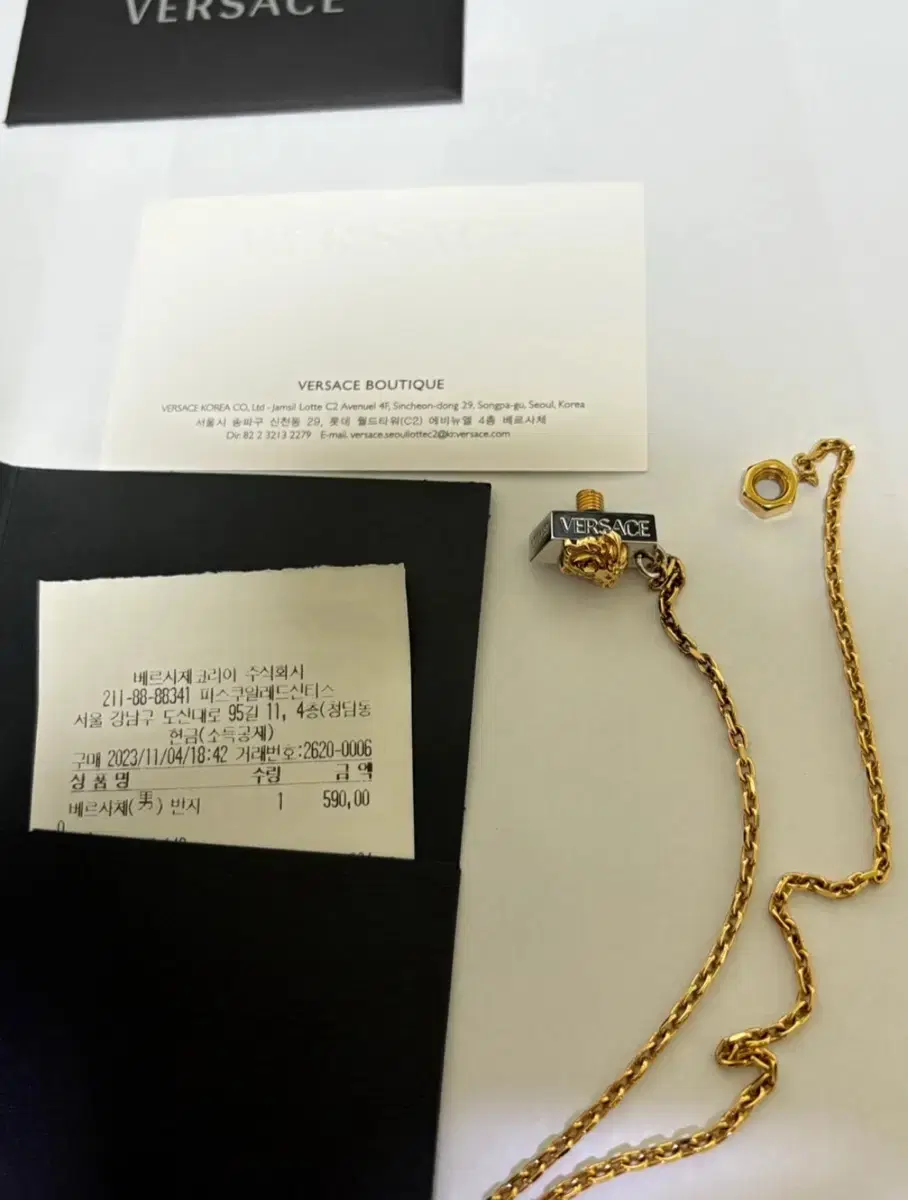 VERSACE
VERSACE BOUTIQUE
VERSACE KOREA CO., Ltd - Jamsil Lotte C2 Avenuel 4F, Sincheon-dong 29, Songpa-gu, Seoul, Korea
서울시 송파구 신천동 29, 롯데 월드타워(C2) 에비뉴엘 4층 베르사체
Dir. 82 2 3213 2279 E-mail. versace.seoullottec2@kr.versace.com
VERSACE
베르사체코리아 주식회사
211-88-88341 파스쿠알레드산티스
서울 강남구 도산대로 95길 11, 4층(청담동
현금(소득공제)
구매 2023/11/04/18:42 거래번호:2620-0006
상 품 명 수량 금 액
베르사체(男) 반지 1 590,00